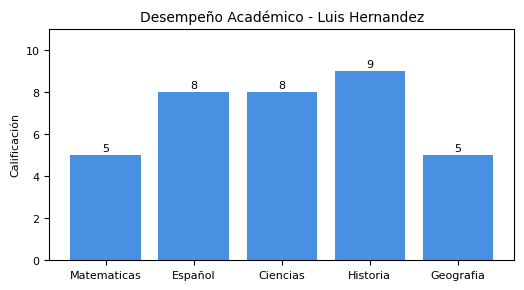 Desempeño Académico - Luis Hernandez
Calificación
10
8
6
4
2
0
5
8
8
9
5
Matematicas
Español
Ciencias
Historia
Geografia